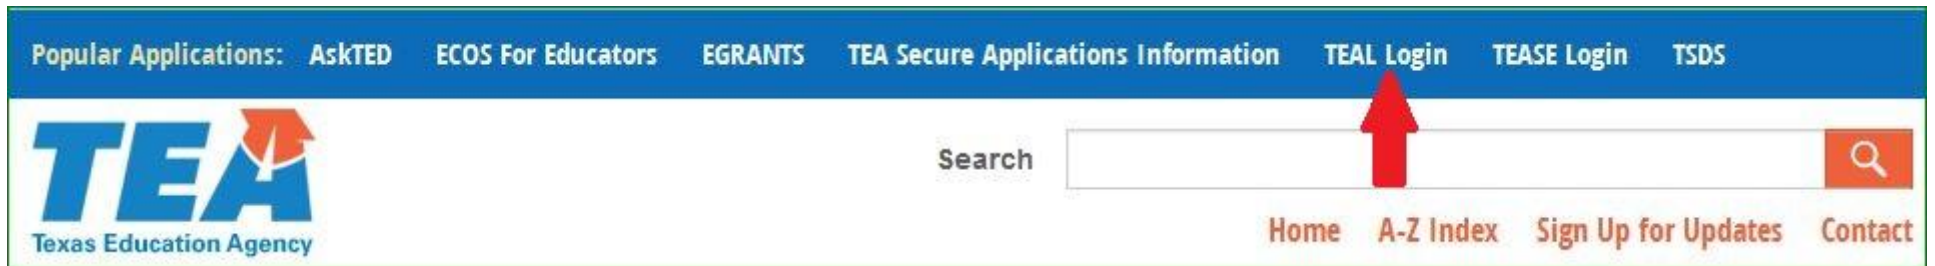 Popular Applications: AskTED ECOS For Educators EGRANTS TEA Secure Applications Information TEAL Login TEASE Login TSDS
TEA
Texas Education Agency
Search
Home A-Z Index Sign Up for Updates Contact